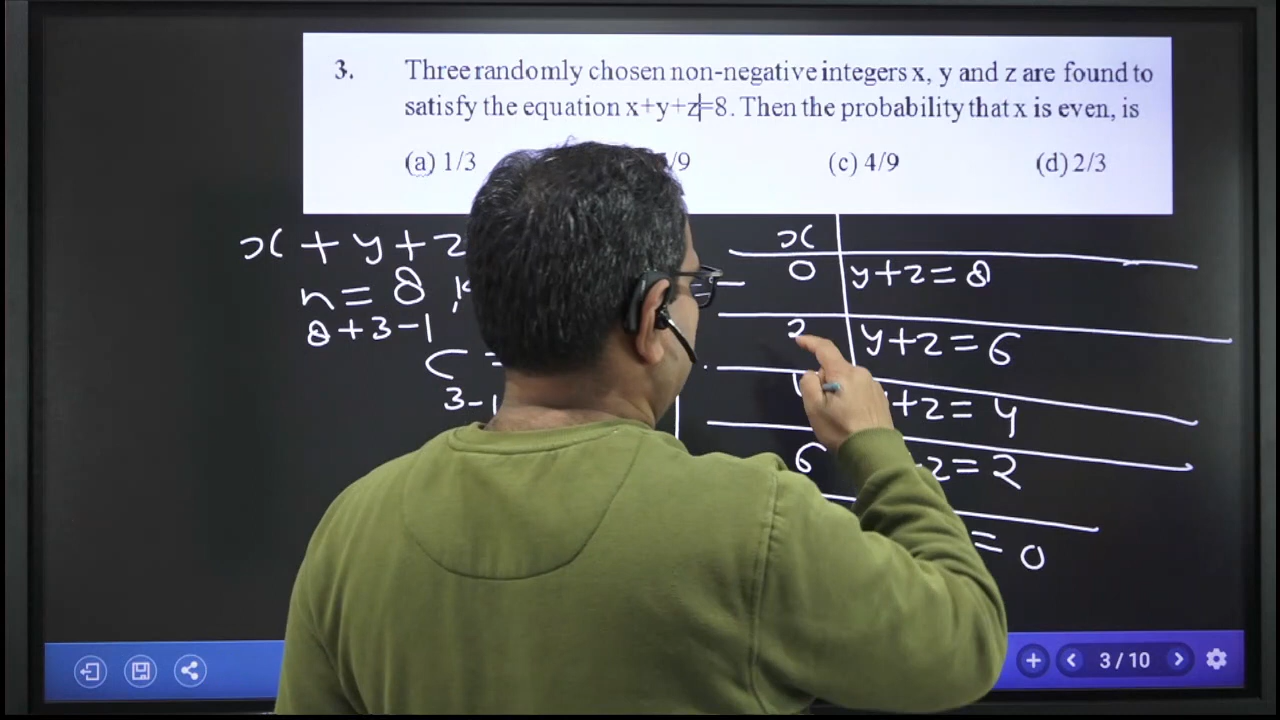 3. Three randomly chosen non-negative integers x, y and z are found to
satisfy the equation x+y+z=8. Then the probability that x is even, is
(a) 1/3 /9 (c) 4/9 (d) 2/3
x + y + z
n = 8 ,
8+3-1
C =
3-1
x
0 y+z=8
2 y+z=6
+z=4
6 z=2
=0
3 / 10